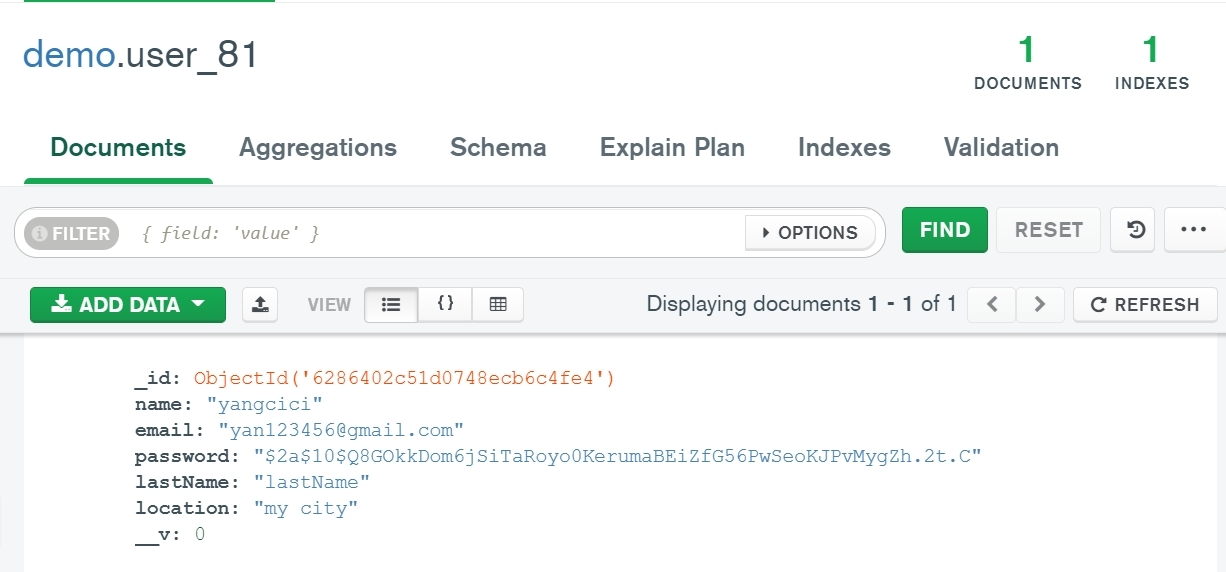 demo.user_81
1 DOCUMENTS
1 INDEXES
Documents Aggregations Schema Explain Plan Indexes Validation
FILTER { field: 'value' } OPTIONS FIND RESET
ADD DATA VIEW {} Displaying documents 1 - 1 of 1 REFRESH
_id: ObjectId('6286402c51d0748ecb6c4fe4')
name: "yangcici"
email: "yan123456@gmail.com"
password: "$2a$10$Q8GOkkDom6jSiTaRoyo0KerumaBEiZfG56PwSeoKJPvMygZh.2t.C"
lastName: "lastName"
location: "my city"
__v: 0